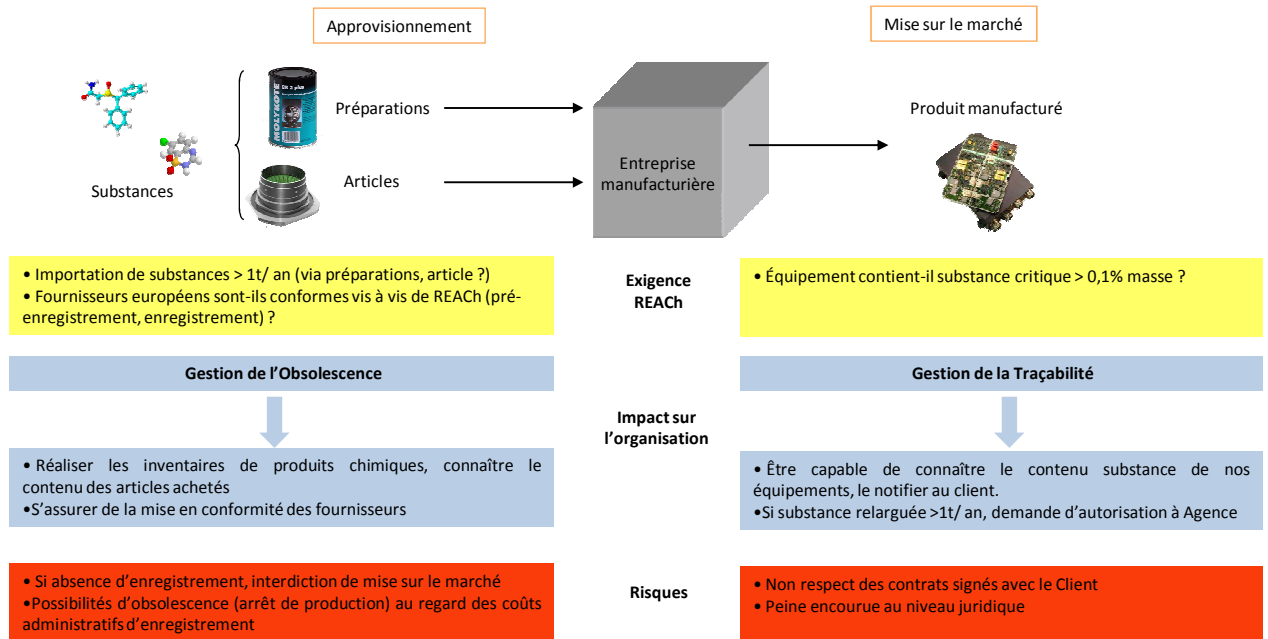 Approvisionnement
Mise sur le marché
MOLYKOTE
Préparations
Produit manufacturé
Entreprise
manufacturière
Articles
Substances
• Importation de substances > 1t/ an (via préparations, article ?)
• Fournisseurs européens sont-ils conformes vis à vis de REACh (pré-
enregistrement, enregistrement) ?
Exigence
REACh
• Équipement contient-il substance critique > 0,1% masse ?
Gestion de l’Obsolescence
Gestion de la Traçabilité
Impact sur
l’organisation
• Réaliser les inventaires de produits chimiques, connaître le
contenu des articles achetés
•S’assurer de la mise en conformité des fournisseurs
• Être capable de connaître le contenu substance de nos
équipements, le notifier au client.
•Si substance relarguée >1t/ an, demande d’autorisation à Agence
• Si absence d’enregistrement, interdiction de mise sur le marché
•Possibilités d’obsolescence (arrêt de production) au regard des coûts
administratifs d’enregistrement
Risques
• Non respect des contrats signés avec le Client
• Peine encourue au niveau juridique